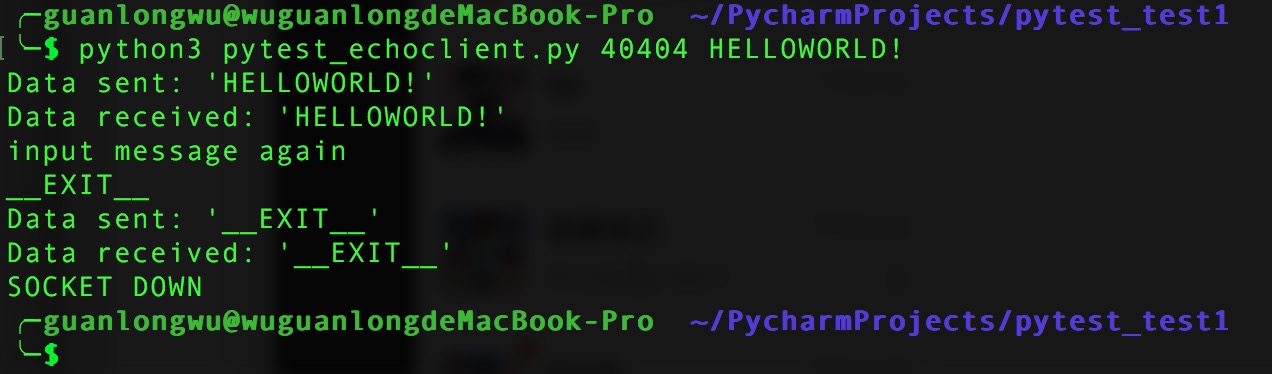 ╭─guanlongwu@wuguanlongdeMacBook-Pro ~/PycharmProjects/pytest_test1
╰─$ python3 pytest_echoclient.py 40404 HELLOWORLD!
Data sent: 'HELLOWORLD!'
Data received: 'HELLOWORLD!'
input message again
__EXIT__
Data sent: '__EXIT__'
Data received: '__EXIT__'
SOCKET DOWN
╭─guanlongwu@wuguanlongdeMacBook-Pro ~/PycharmProjects/pytest_test1
╰─$